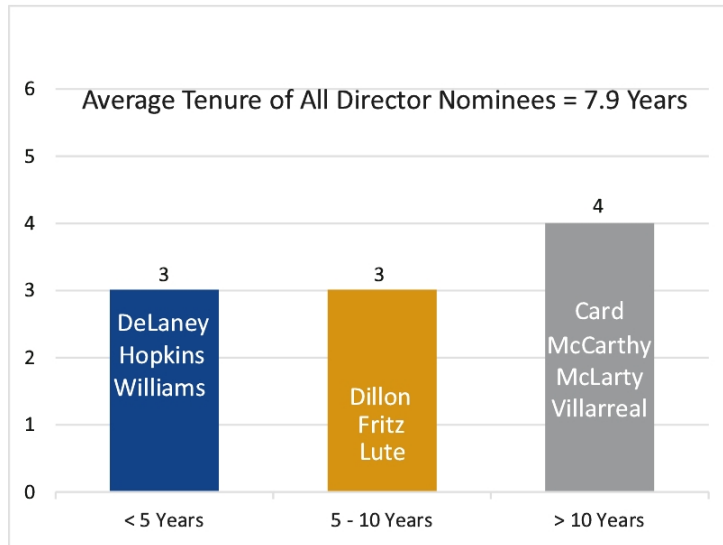 Average Tenure of All Director Nominees = 7.9 Years
6
5
4
3
2
1
0
3
DeLaney
Hopkins
Williams
3
Dillon
Fritz
Lute
4
Card
McCarthy
McLarty
Villarreal
< 5 Years
5 - 10 Years
> 10 Years